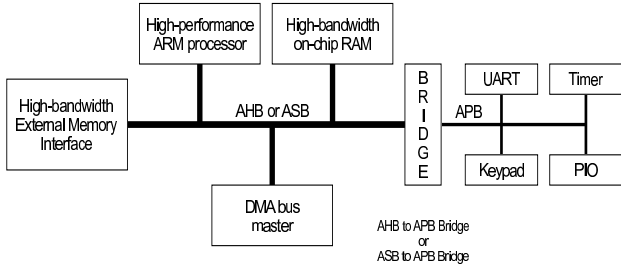 High-performance
ARM processor
High-bandwidth
on-chip RAM
High-bandwidth
External Memory
Interface
AHB or ASB
DMA bus
master
B
R
I
D
G
E
APB
UART
Timer
Keypad
PIO
AHB to APB Bridge
or
ASB to APB Bridge